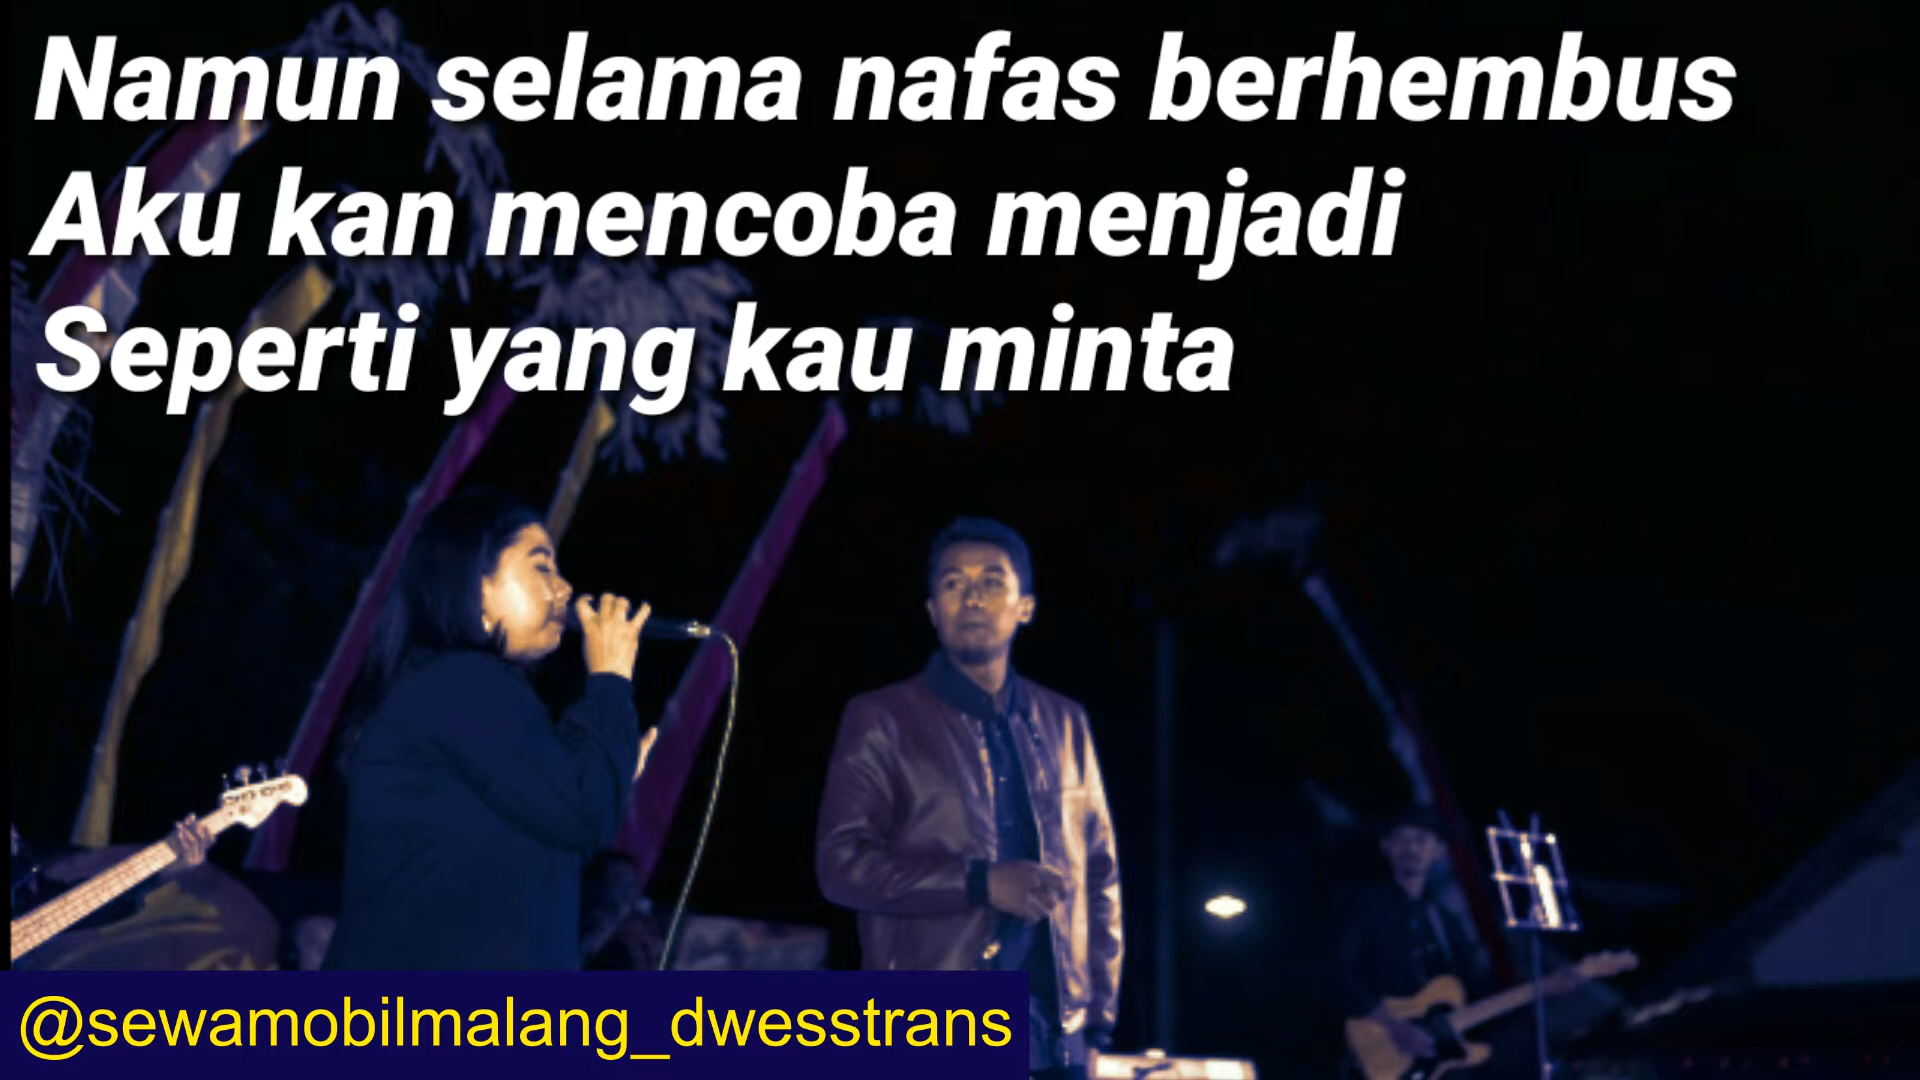 Namun selama nafas berhembus
Aku kan mencoba menjadi
Seperti yang kau minta
@sewamobilmalang_dwesstrans